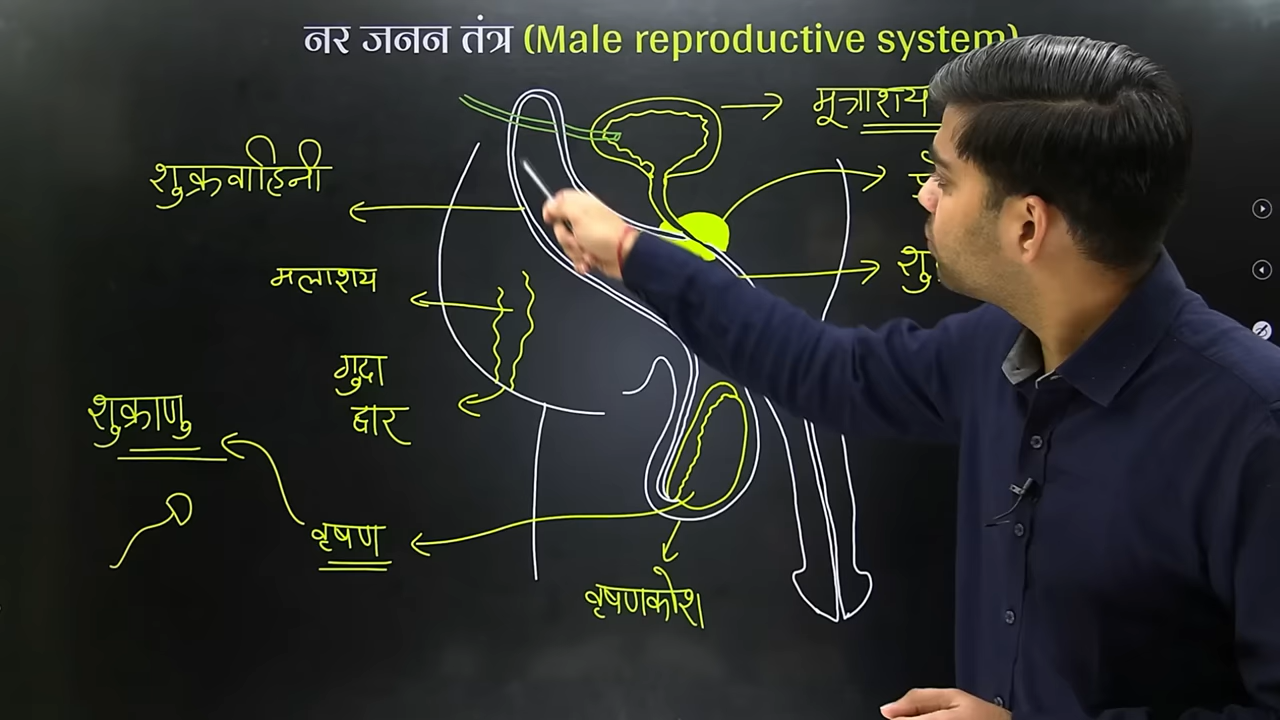 नर जनन तंत्र (Male reproductive system)
मूत्राशय
शुक्रवाहिनी
मलाशय
गुदा
द्वार
शुक्राणु
वृषण
वृषणकोश